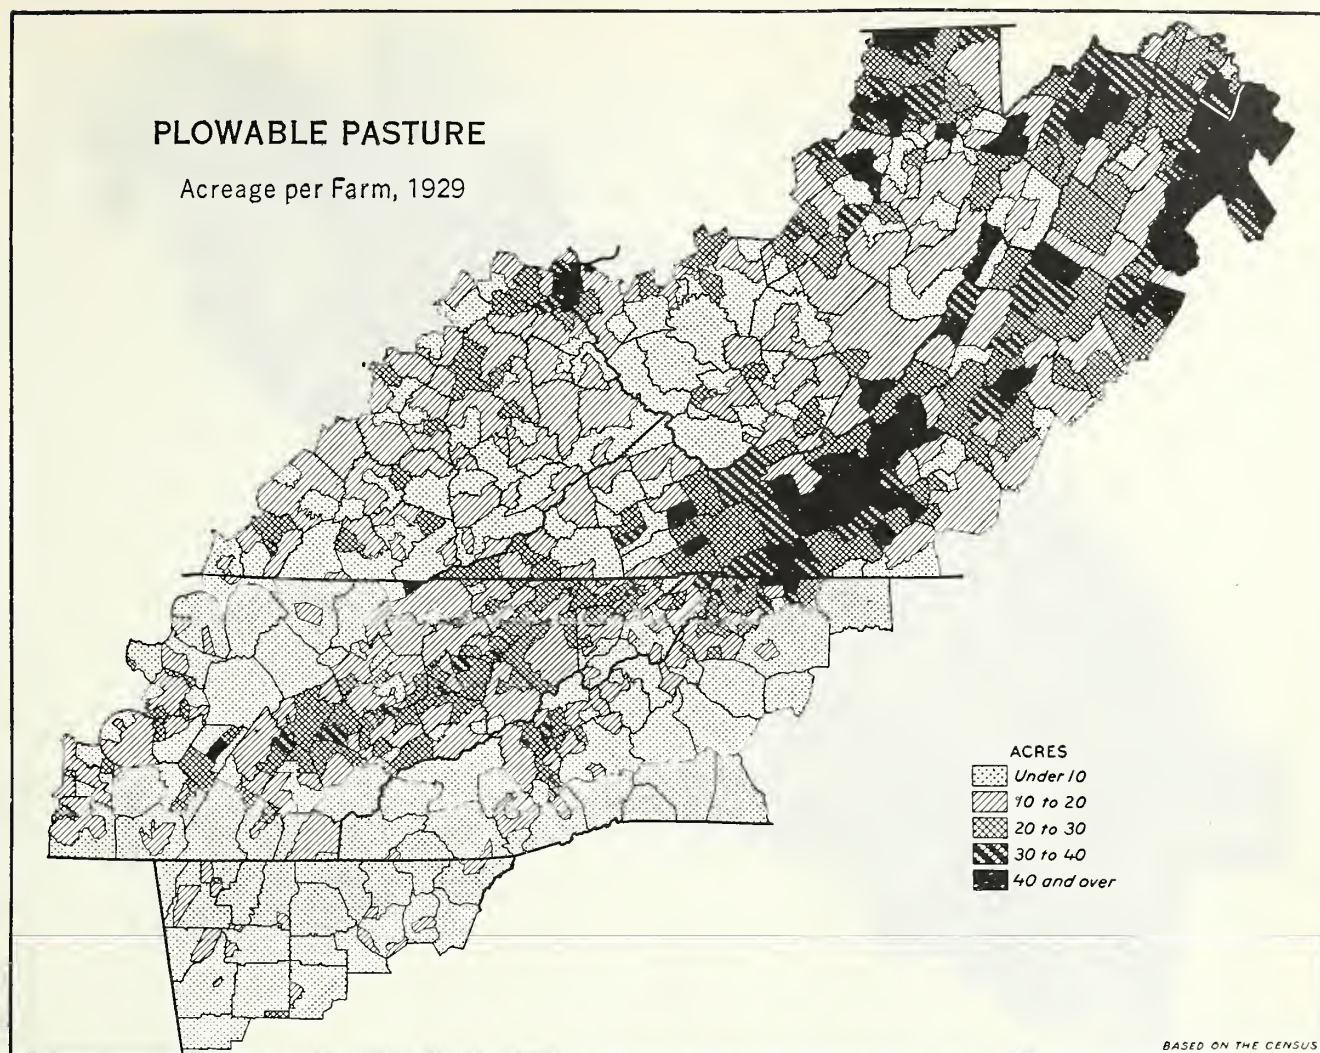 PLOWABLE PASTURE
Acreage per Farm, 1929
ACRES
Under 10
10 to 20
20 to 30
30 to 40
40 and over
BASED ON THE CENSUS